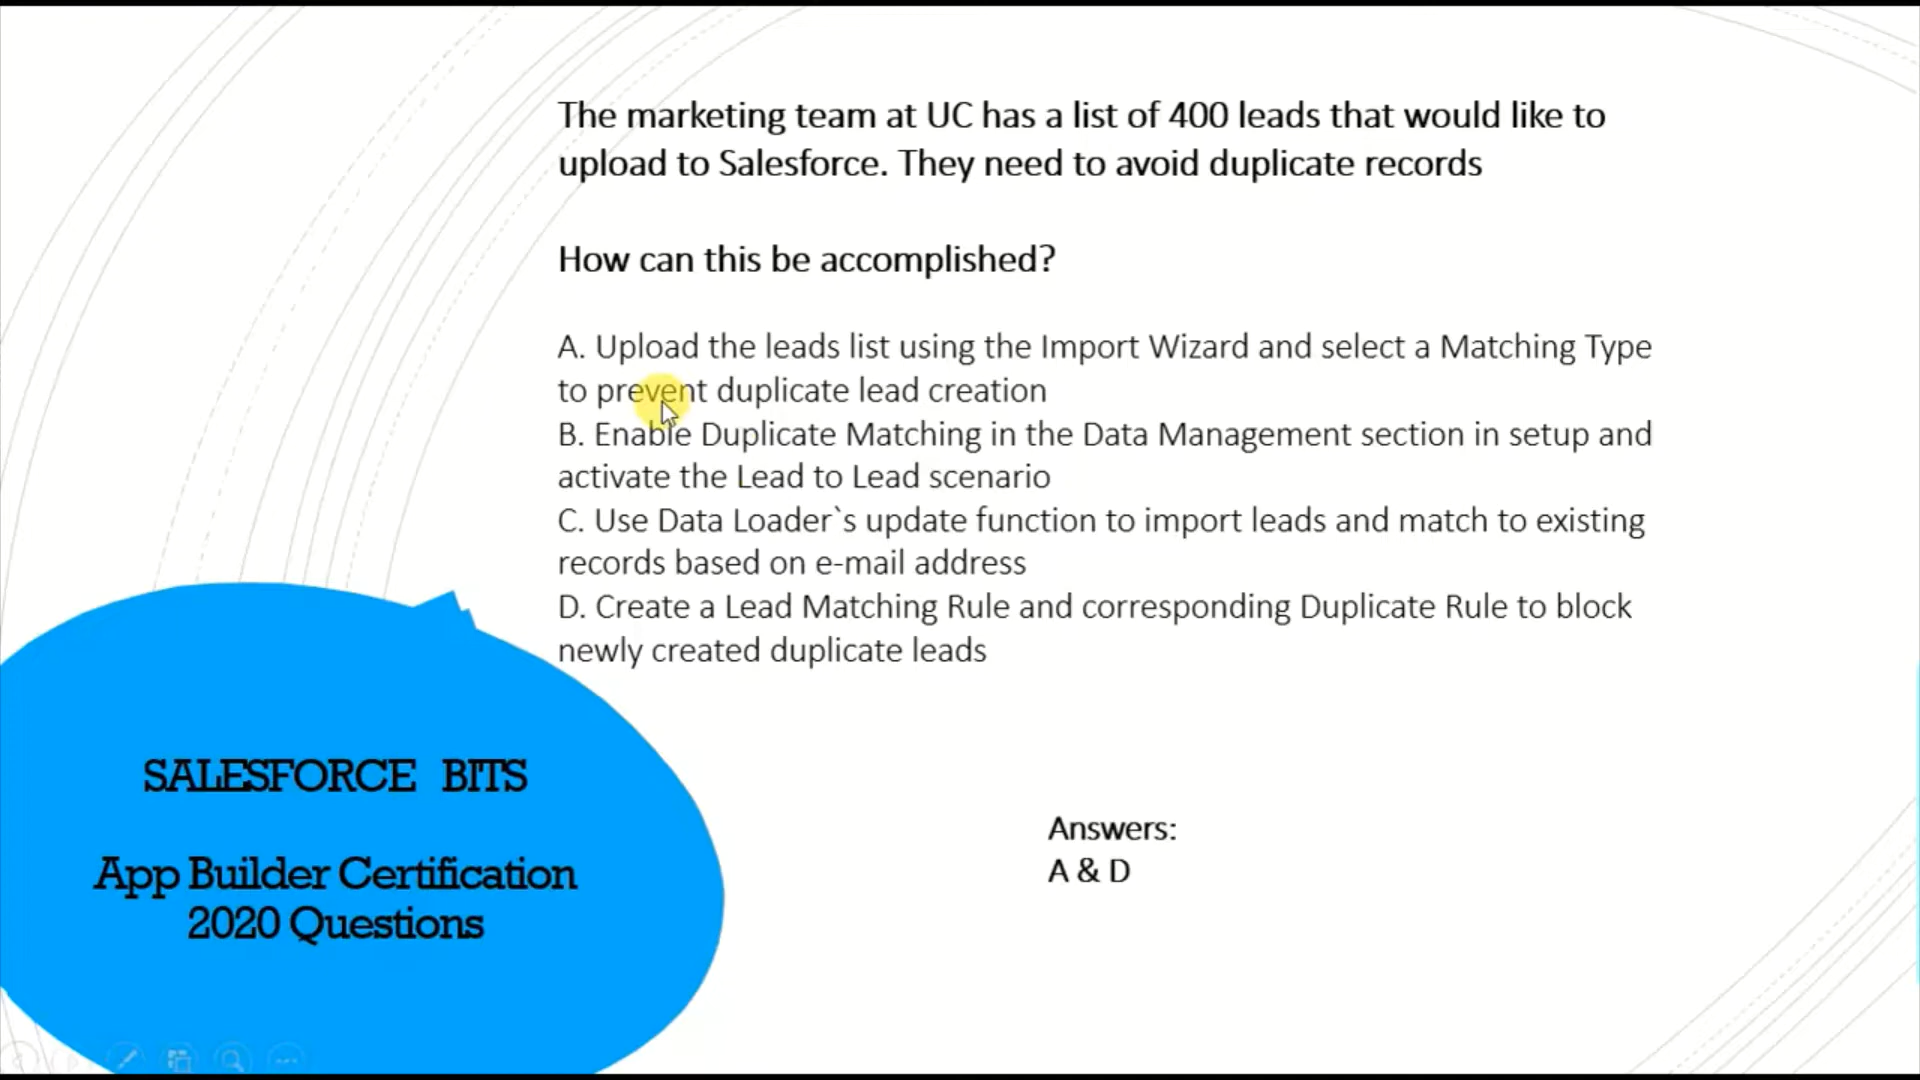 The marketing team at UC has a list of 400 leads that would like to
upload to Salesforce. They need to avoid duplicate records
How can this be accomplished?
A. Upload the leads list using the Import Wizard and select a Matching Type
to prevent duplicate lead creation
B. Enable Duplicate Matching in the Data Management section in setup and
activate the Lead to Lead scenario
C. Use Data Loader`s update function to import leads and match to existing
records based on e-mail address
D. Create a Lead Matching Rule and corresponding Duplicate Rule to block
newly created duplicate leads
SALESFORCE BITS
App Builder Certification
2020 Questions
Answers:
A & D